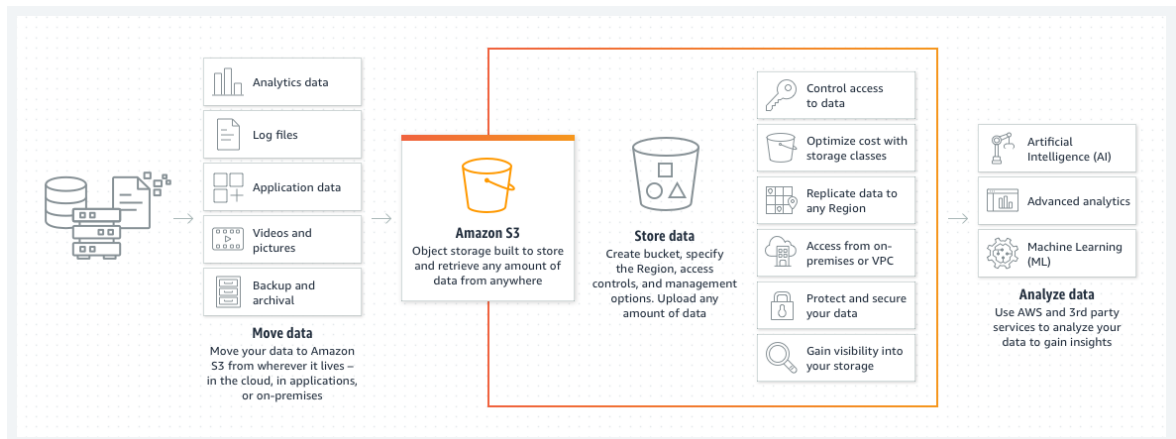 Analytics data
Log files
Application data
Videos and
pictures
Backup and
archival
Move data
Move your data to Amazon
S3 from wherever it lives –
in the cloud, in applications,
or on-premises
Amazon S3
Object storage built to store
and retrieve any amount of
data from anywhere
Store data
Create bucket, specify
the Region, access
controls, and management
options. Upload any
amount of data
Control access
to data
Optimize cost with
storage classes
Replicate data to
any Region
Access from on-
premises or VPC
Protect and secure
your data
Gain visibility into
your storage
Artificial
Intelligence (AI)
Advanced analytics
Machine Learning
(ML)
Analyze data
Use AWS and 3rd party
services to analyze your
data to gain insights